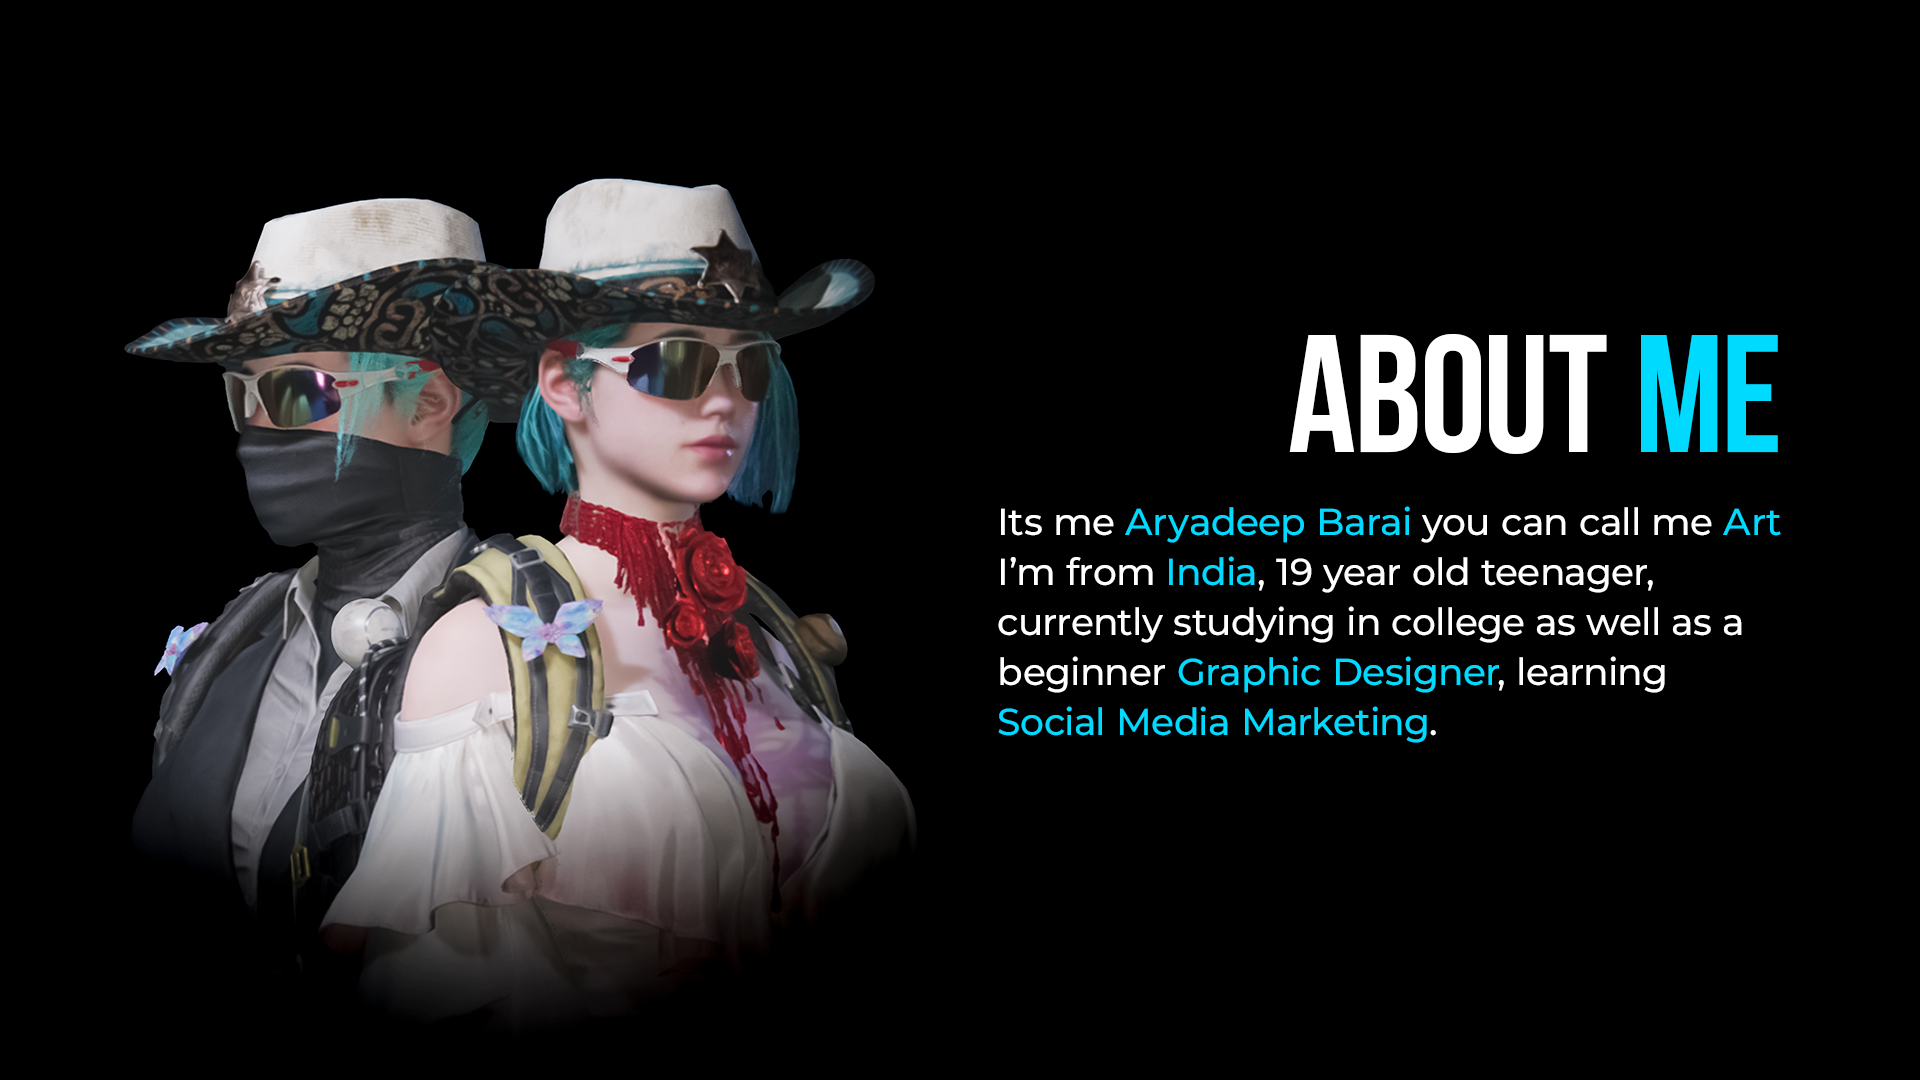 ABOUT ME
Its me Aryadeep Barai you can call me Art
I’m from India, 19 year old teenager,
currently studying in college as well as a
beginner Graphic Designer, learning
Social Media Marketing.